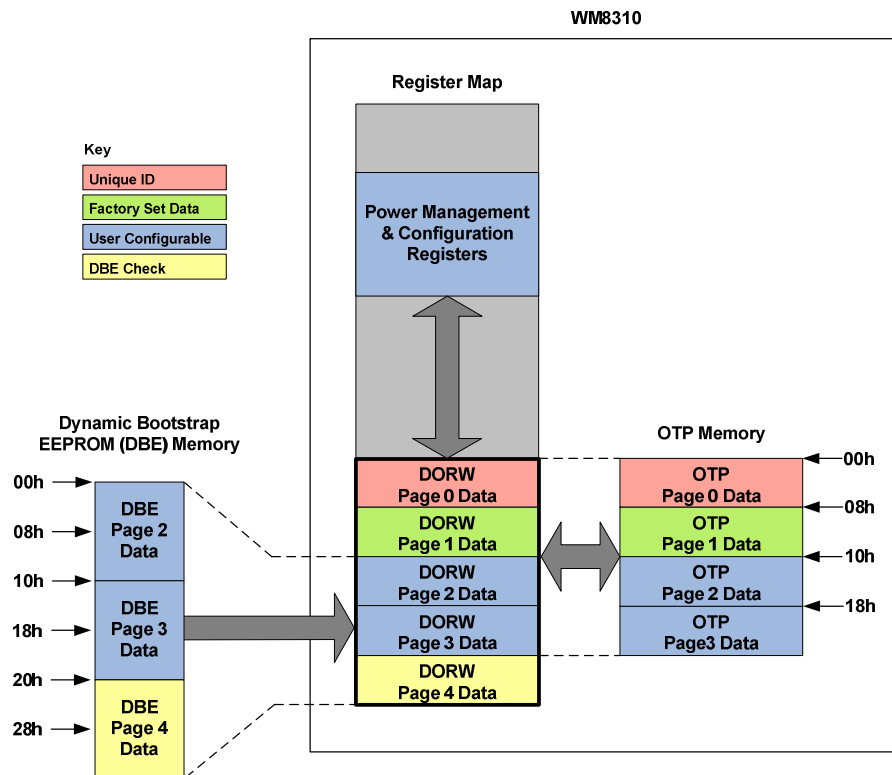 WM8310
Register Map
Key
Unique ID
Factory Set Data
User Configurable
DBE Check
Power Management
& Configuration
Registers
Dynamic Bootstrap
EEPROM (DBE) Memory
00h
08h
10h
18h
20h
28h
DBE
Page 2
Data
DBE
Page 3
Data
DBE
Page 4
Data
DORW
Page 0 Data
DORW
Page 1 Data
DORW
Page 2 Data
DORW
Page 3 Data
DORW
Page 4 Data
OTP Memory
OTP
Page 0 Data
OTP
Page 1 Data
OTP
Page 2 Data
OTP
Page3 Data
00h
08h
10h
18h